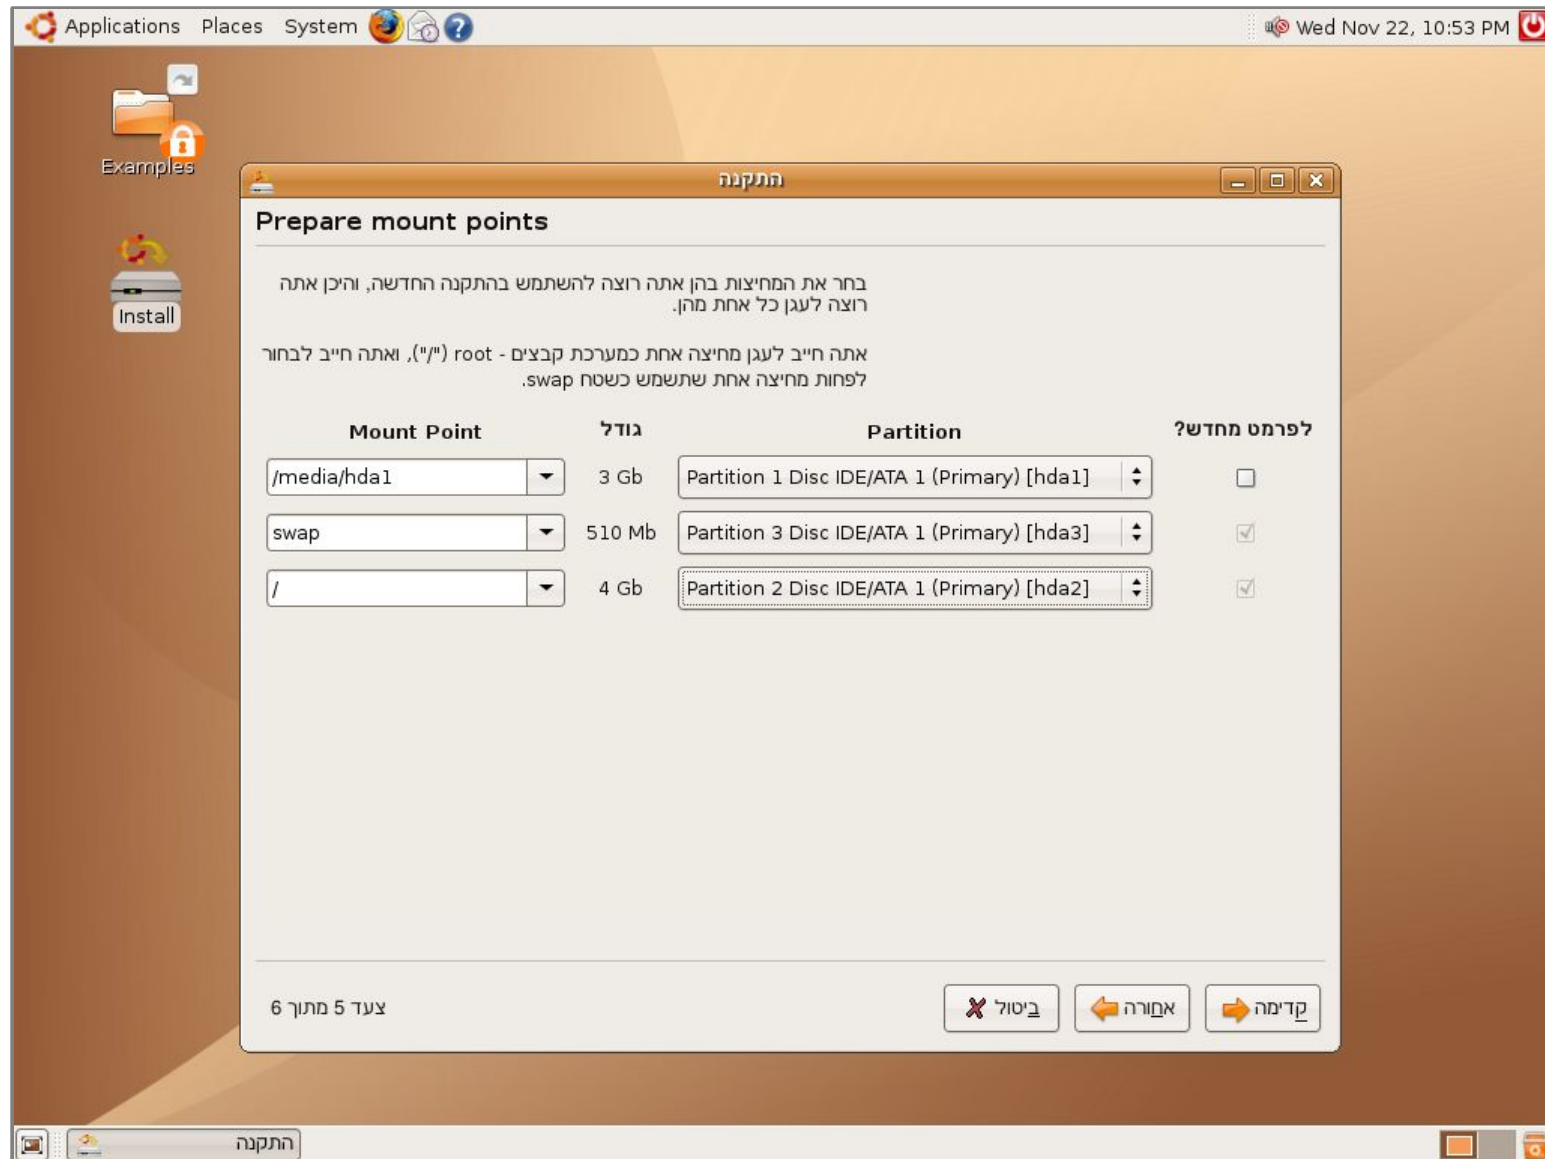 Applications Places System
Wed Nov 22, 10:53 PM
Examples
Install
התקנה
Prepare mount points
בחר את המחיצות בהן אתה רוצה להשתמש בהתקנה החדשה, והיכן אתה
רוצה לעגן כל אחת מהן.
אתה חייב לעגן מחיצה אחת כמערכת קבצים - root ("/"), ואתה חייב לבחור
לפחות מחיצה אחת שתשמש כשטח swap.
Mount Point גודל Partition לפרמט מחדש?
/media/hda1 3 Gb Partition 1 Disc IDE/ATA 1 (Primary) [hda1]
swap 510 Mb Partition 3 Disc IDE/ATA 1 (Primary) [hda3]
/ 4 Gb Partition 2 Disc IDE/ATA 1 (Primary) [hda2]
צעד 5 מתוך 6
ביטול
אחורה
קדימה
התקנה